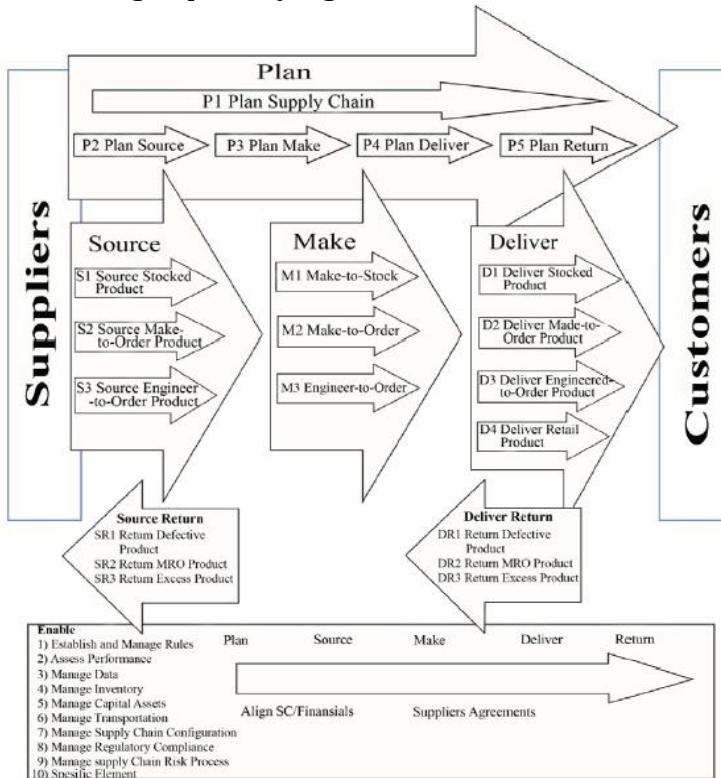 Plan
P1 Plan Supply Chain
P2 Plan Source
P3 Plan Make
P4 Plan Deliver
P5 Plan Return
Suppliers
Customers
Source
S1 Source Stocked
Product
S2 Source Make-
to-Order Product
S3 Source Engineer
-to-Order Product
Make
M1 Make-to-Stock
M2 Make-to-Order
M3 Engineer-to-Order
Deliver
D1 Deliver Stocked
Product
D2 Deliver Made-to-
Order Product
D3 Deliver Engineered-
to-Order Product
D4 Deliver Retail
Product
Source Return
SR1 Return Defective
Product
SR2 Return MRO Product
SR3 Return Excess Product
Deliver Return
DR1 Return Defective
Product
DR2 Return MRO Product
DR3 Return Excess Product
Enable
1) Establish and Manage Rules
2) Assess Performance
3) Manage Data
4) Manage Inventory
5) Manage Capital Assets
6) Manage Transportation
7) Manage Supply Chain Configuration
8) Manage Regulatory Compliance
9) Manage supply Chain Risk Process
10) Spesific Element
Plan Source Make Deliver Return
Align SC/Finansials Suppliers Agreements